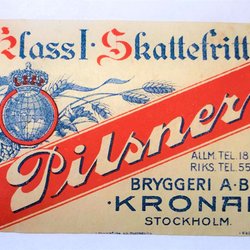 Klass I. Skattefritt
Pilsner
ALLM. TEL. 18
RIKS. TEL. 55
BRYGGERI A.B.
·KRONAN
STOCKHOLM.